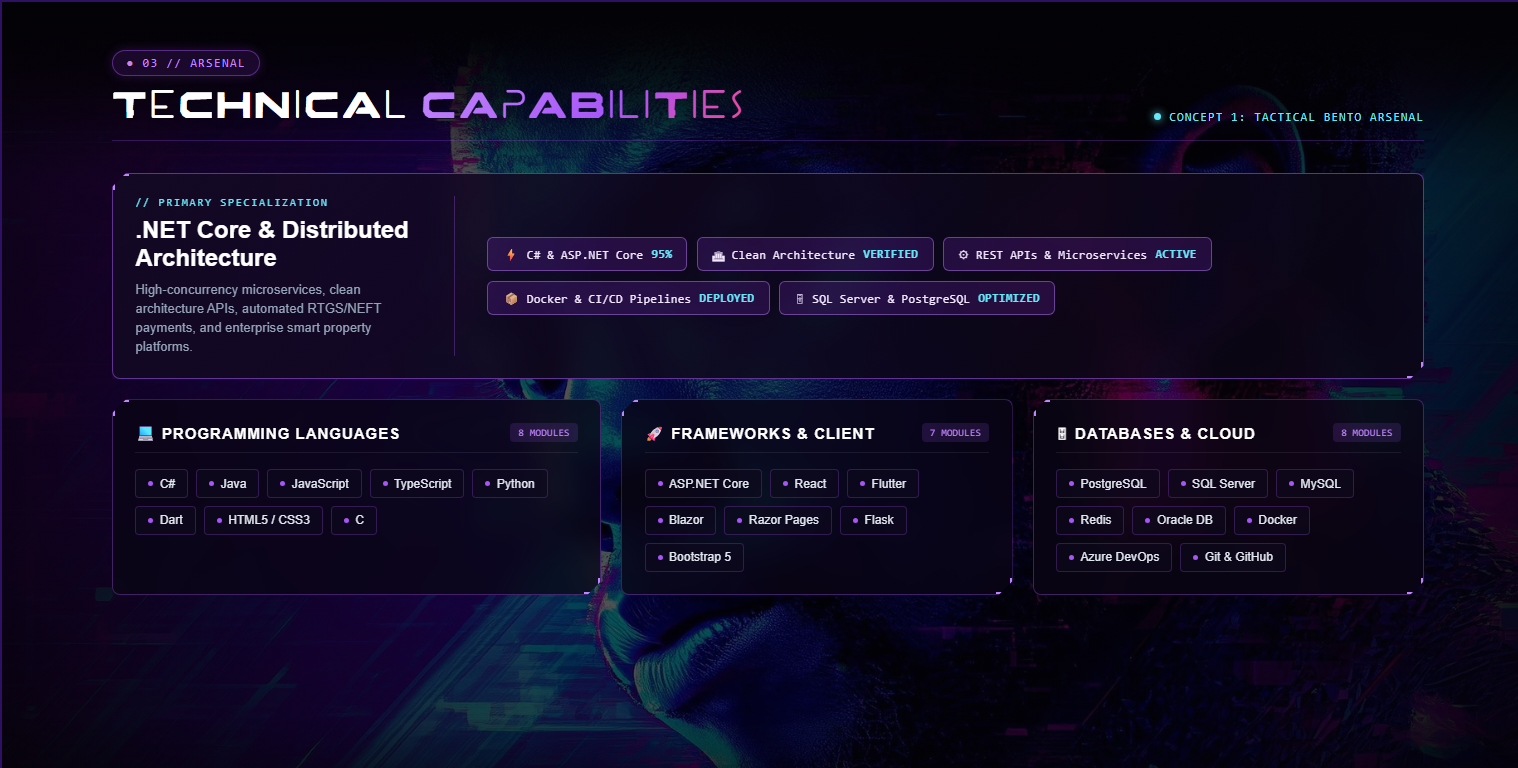 03 // ARSENAL
TECHNICAL CAPABILITIES
CONCEPT 1: TACTICAL BENTO ARSENAL
// PRIMARY SPECIALIZATION
.NET Core & Distributed
Architecture
High-concurrency microservices, clean
architecture APIs, automated RTGS/NEFT
payments, and enterprise smart property
platforms.
C# & ASP.NET Core 95%
Clean Architecture VERIFIED
REST APIs & Microservices ACTIVE
Docker & CI/CD Pipelines DEPLOYED
SQL Server & PostgreSQL OPTIMIZED
PROGRAMMING LANGUAGES
8 MODULES
C#
Java
JavaScript
TypeScript
Python
Dart
HTML5 / CSS3
C
FRAMEWORKS & CLIENT
7 MODULES
ASP.NET Core
React
Flutter
Blazor
Razor Pages
Flask
Bootstrap 5
DATABASES & CLOUD
8 MODULES
PostgreSQL
SQL Server
MySQL
Redis
Oracle DB
Docker
Azure DevOps
Git & GitHub